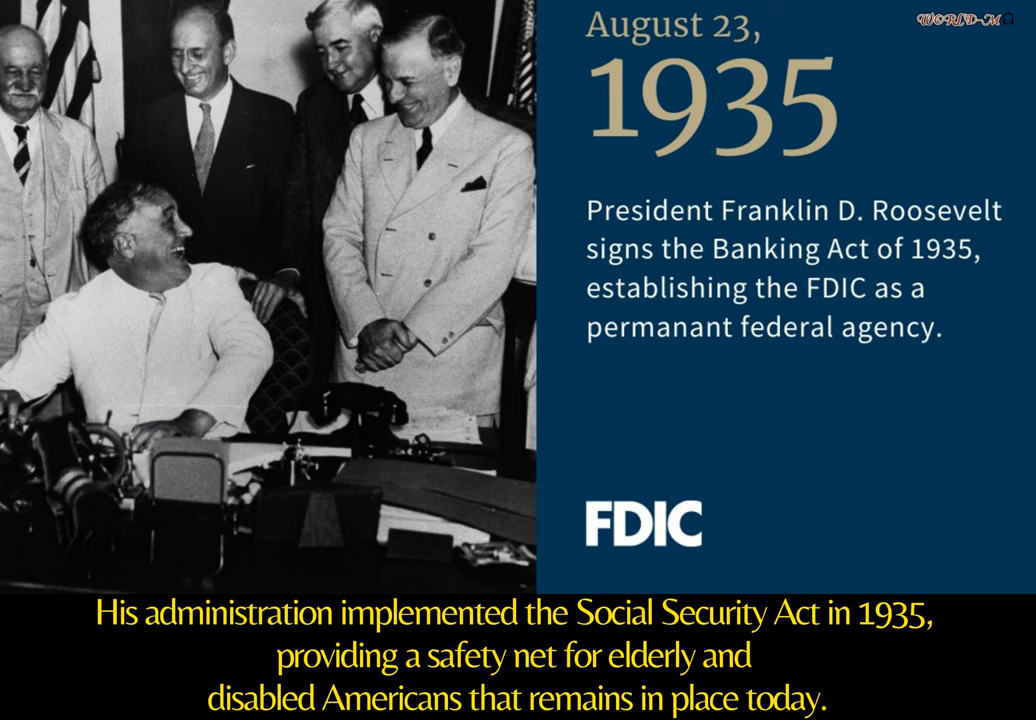 WORLD-M
August 23,
1935
President Franklin D. Roosevelt
signs the Banking Act of 1935,
establishing the FDIC as a
permanant federal agency.
FDIC
His administration implemented the Social Security Act in 1935,
providing a safety net for elderly and
disabled Americans that remains in place today.